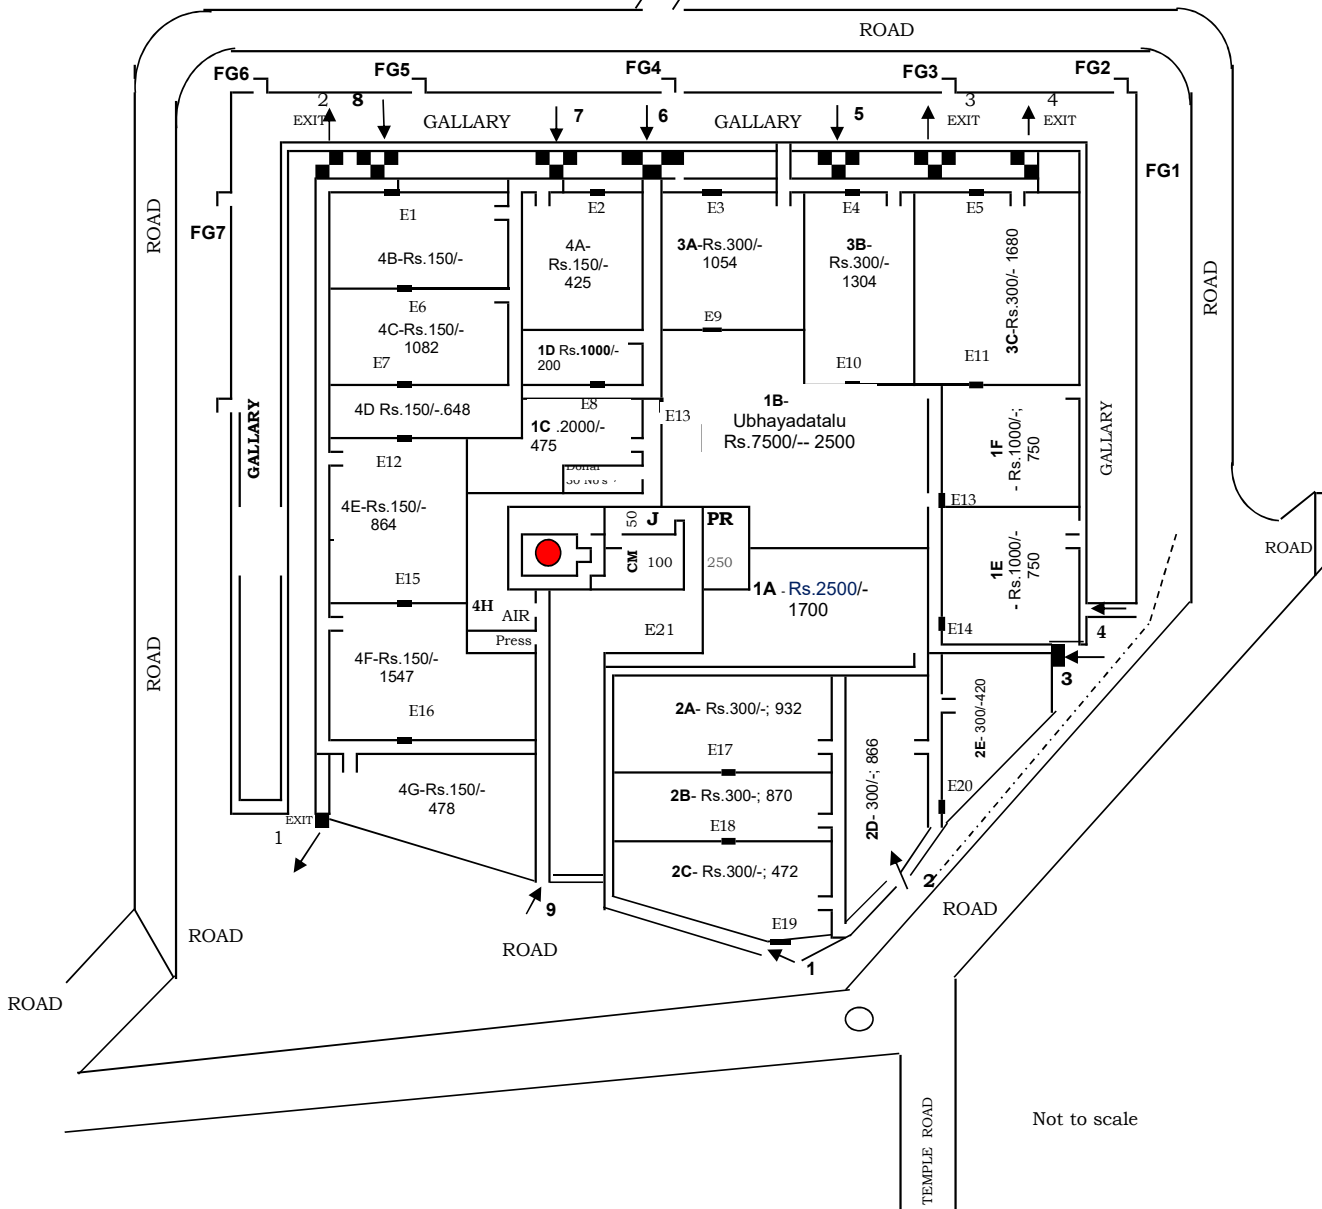 ROAD
FG6
FG5
FG4
FG3
FG2
2
8
EXIT
GALLARY
7
6
GALLARY
5
3
EXIT
4
EXIT
FG1
ROAD
FG7
E1
E2
E3
E4
E5
4B-Rs.150/-
4A-
Rs.150/-
425
3A-Rs.300/-
1054
3B-
Rs.300/-
1304
3C-Rs.300/- 1680
ROAD
E6
4C-Rs.150/-
1082
E7
1D Rs.1000/-
200
E9
E10
E11
4D Rs.150/-.648
E8
1C .2000/-
475
E13
1B-
Ubhayadatalu
Rs.7500/-- 2500
1F
- Rs.1000/-;
750
GALLARY
GALLARY
E12
Donar
30 No's
4E-Rs.150/-
864
50
J
PR
CM
100
250
E13
1E
- Rs.1000/-
750
ROAD
E15
4H
AIR
Press
E21
1A - Rs.2500/-
1700
E14
4
3
ROAD
4F-Rs.150/-
1547
E16
2A- Rs.300/-; 932
E17
2B- Rs.300-; 870
E18
2C- Rs.300/-; 472
E19
2D- 300/-; 866
2E- 300/-420
E20
4G-Rs.150/-
478
EXIT
1
9
2
1
ROAD
ROAD
ROAD
ROAD
TEMPLE ROAD
Not to scale